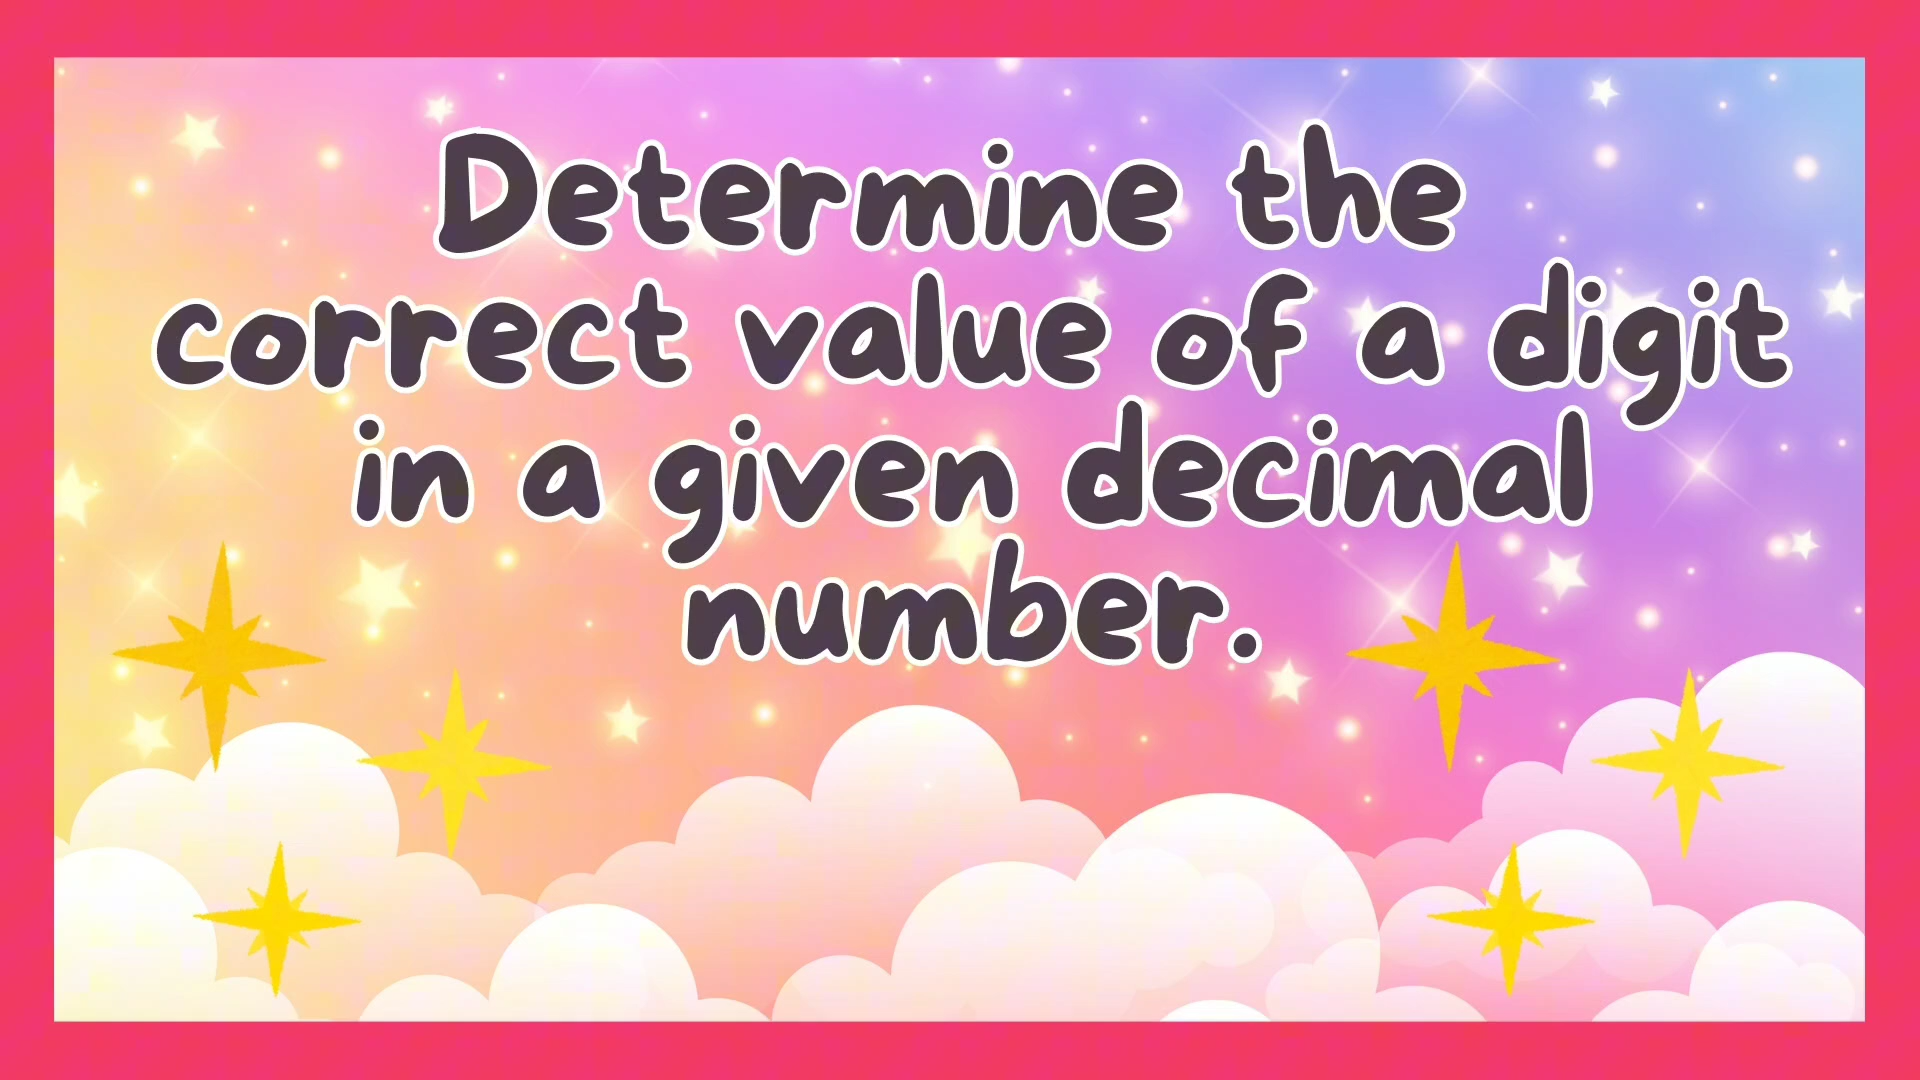 Determine the
correct value of a digit
in a given decimal
number.